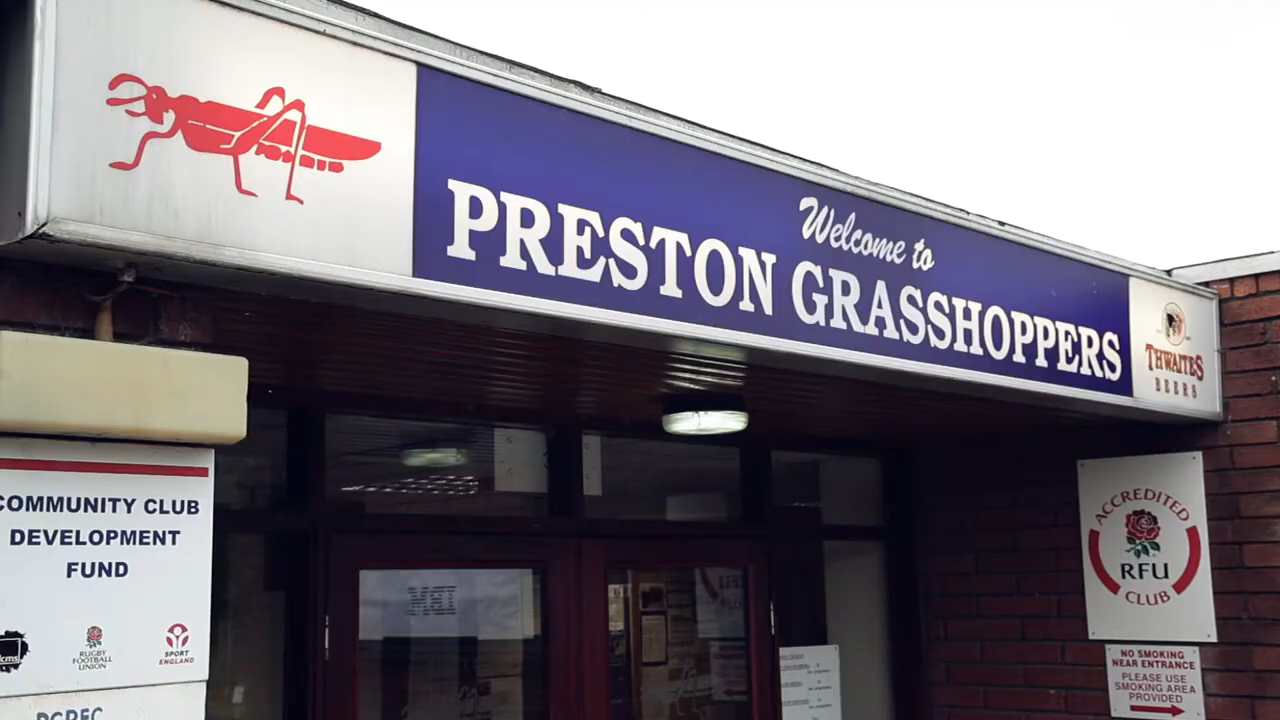 Welcome to
PRESTON GRASSHOPPERS
THWAITES
BEERS
COMMUNITY CLUB
DEVELOPMENT
FUND
RUGBY
FOOTBALL
UNION
SPORT
ENGLAND
PGRFC
ACCREDITED
RFU
CLUB
NO SMOKING
NEAR ENTRANCE
PLEASE USE
SMOKING AREA
PROVIDED